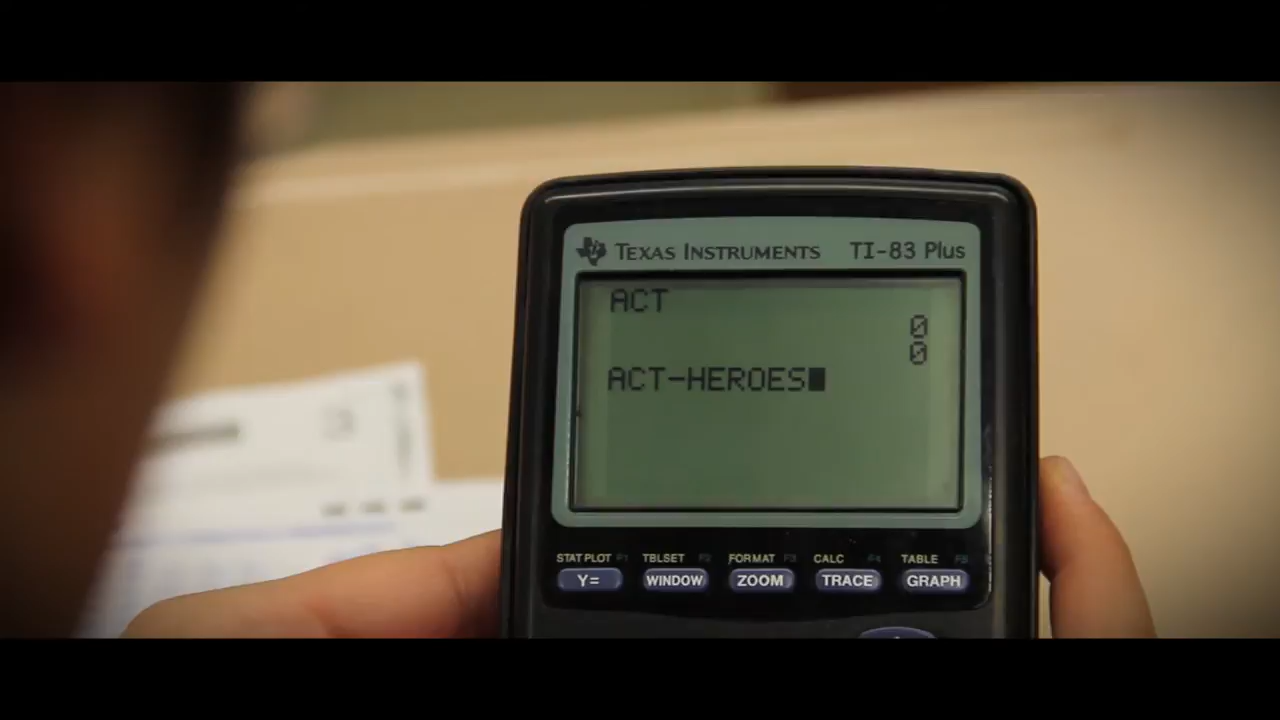 TEXAS INSTRUMENTS TI-83 Plus
ACT
0
0
ACT-HEROES
STAT PLOT F1 TBLSET F2 FORMAT F3 CALC F4 TABLE F5
Y= WINDOW ZOOM TRACE GRAPH